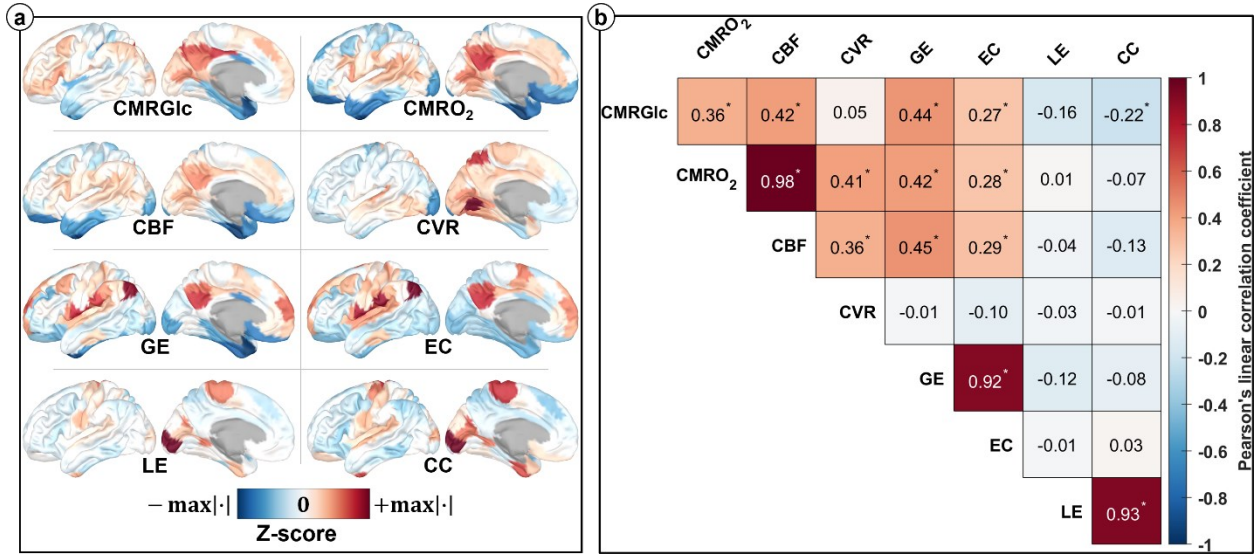 a
CMRGlc
CMRO₂
CBF
CVR
GE
EC
LE
CC
− max|·| 0 +max|·|
Z-score
b
CMRO₂ CBF CVR GE EC LE CC
CMRGlc 0.36* 0.42* 0.05 0.44* 0.27* -0.16 -0.22*
CMRO₂ 0.98* 0.41* 0.42* 0.28* 0.01 -0.07
CBF 0.36* 0.45* 0.29* -0.04 -0.13
CVR -0.01 -0.10 -0.03 -0.01
GE 0.92* -0.12 -0.08
EC -0.01 0.03
LE 0.93*
1
0.8
0.6
0.4
0.2
0
-0.2
-0.4
-0.6
-0.8
-1
Pearson's linear correlation coefficient